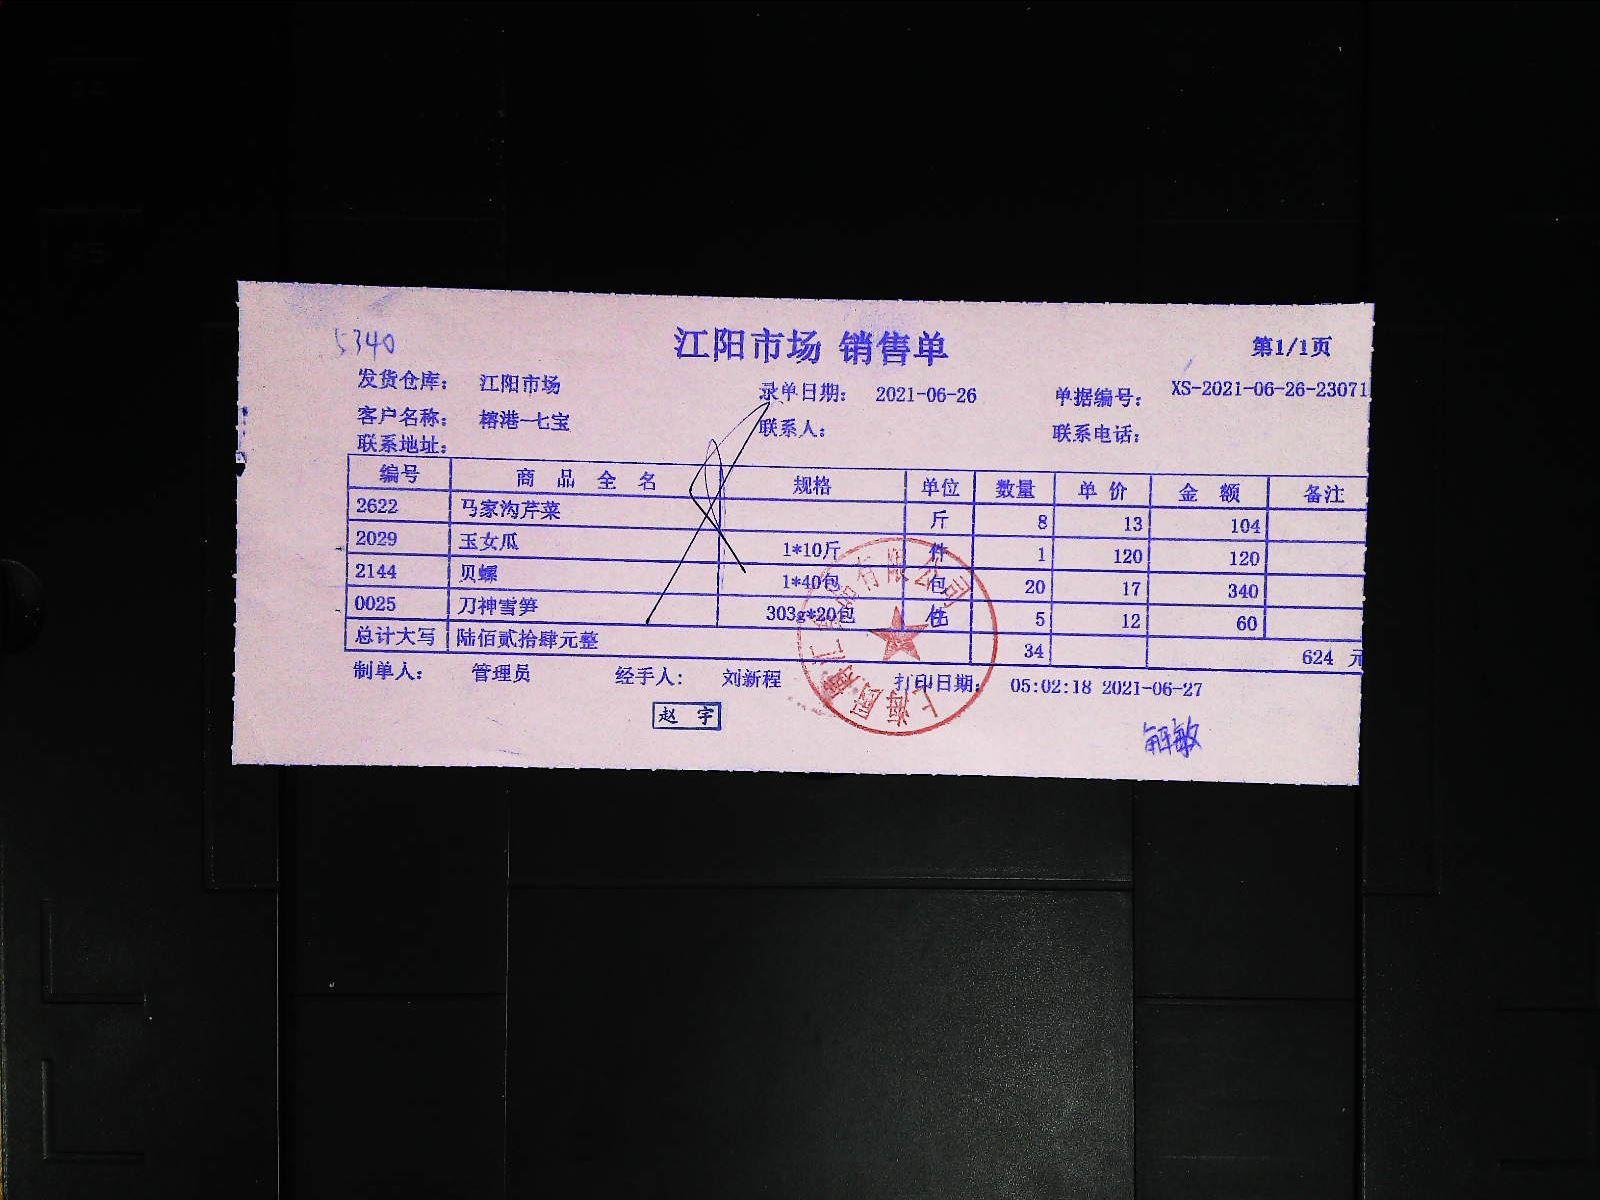 5340
江阳市场 销售单
第1/1页
发货仓库： 江阳市场 录单日期： 2021-06-26 单据编号： XS-2021-06-26-23071
客户名称： 榕港一七宝 联系人： 联系电话：
联系地址：
编号 商品全名 规格 单位 数量 单价 金额 备注
2622 马家沟芹菜 斤 8 13 104
2029 玉女瓜 1*10斤 件 1 120 120
2144 贝螺 1*40包 包 20 17 340
0025 刀神雪笋 303g*20包 5 12 60
总计大写 陆佰贰拾肆元整 34 624 元
制单人： 管理员 经手人： 刘新程 打印日期： 05:02:18 2021-06-27
赵宇